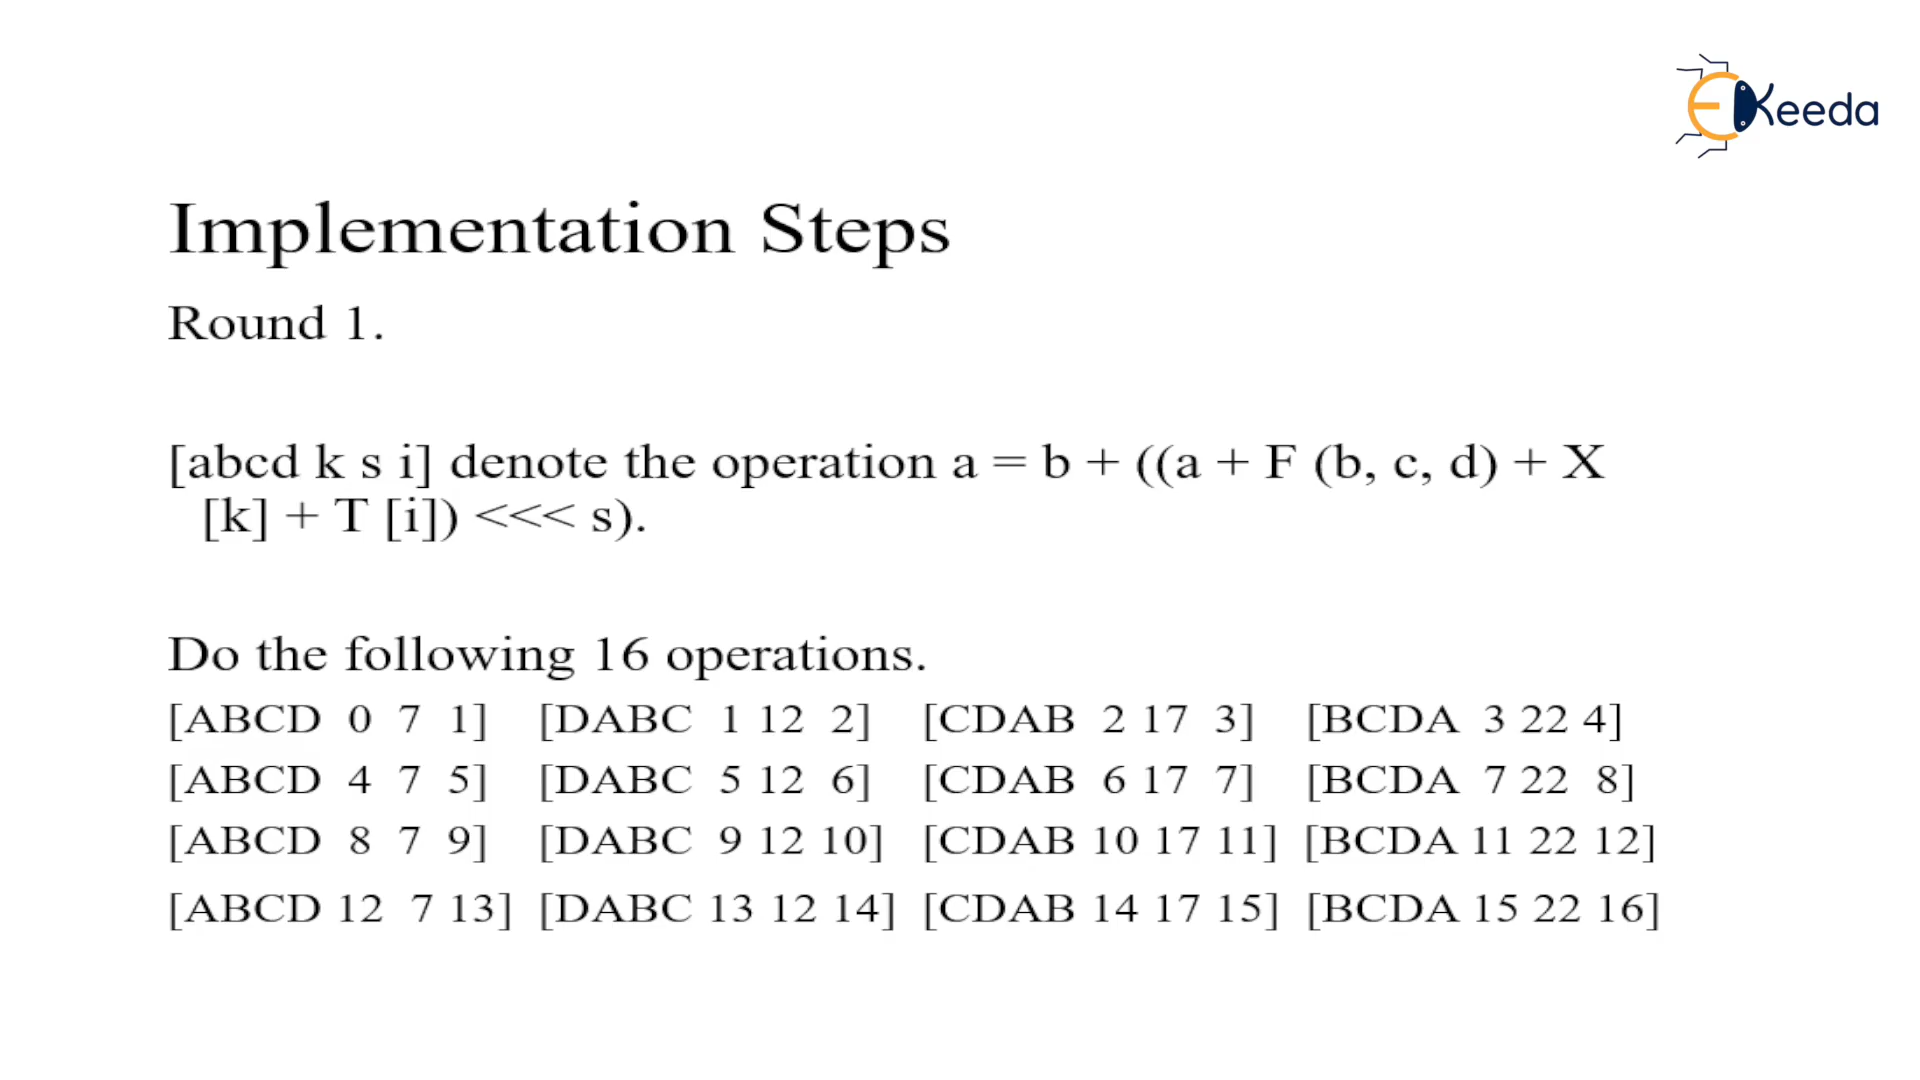 EKeeda
Implementation Steps
Round 1.
[abcd k s i] denote the operation a = b + ((a + F (b, c, d) + X
[k] + T [i]) <<< s).
Do the following 16 operations.
[ABCD 0 7 1] [DABC 1 12 2] [CDAB 2 17 3] [BCDA 3 22 4]
[ABCD 4 7 5] [DABC 5 12 6] [CDAB 6 17 7] [BCDA 7 22 8]
[ABCD 8 7 9] [DABC 9 12 10] [CDAB 10 17 11] [BCDA 11 22 12]
[ABCD 12 7 13] [DABC 13 12 14] [CDAB 14 17 15] [BCDA 15 22 16]